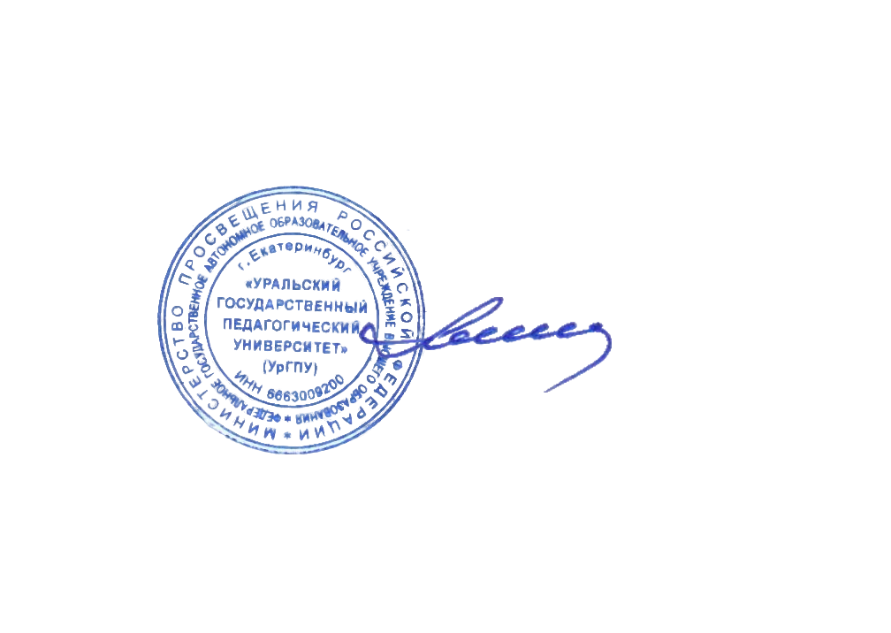 * МИНИСТЕРСТВО ПРОСВЕЩЕНИЯ РОССИЙСКОЙ ФЕДЕРАЦИИ
* ФЕДЕРАЛЬНОЕ ГОСУДАРСТВЕННОЕ АВТОНОМНОЕ ОБРАЗОВАТЕЛЬНОЕ УЧРЕЖДЕНИЕ ВЫСШЕГО ОБРАЗОВАНИЯ
г. Екатеринбург
«УРАЛЬСКИЙ
ГОСУДАРСТВЕННЫЙ
ПЕДАГОГИЧЕСКИЙ
УНИВЕРСИТЕТ»
(УрГПУ)
ИНН 6663009200